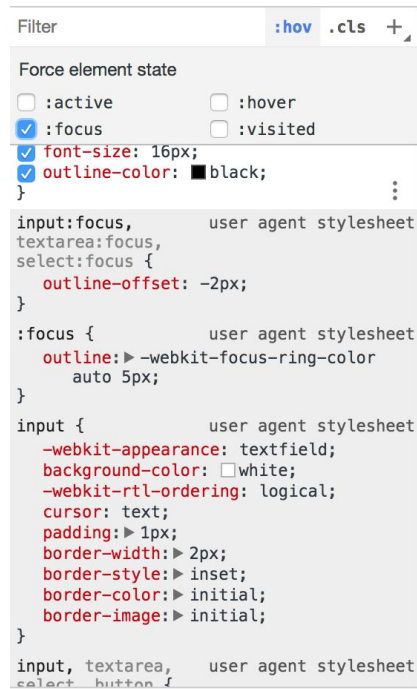 Filter :hov .cls +
Force element state
:active :hover
:focus :visited
font-size: 16px;
outline-color: black;
}
input:focus, user agent stylesheet
textarea:focus,
select:focus {
outline-offset: -2px;
}
:focus { user agent stylesheet
outline: -webkit-focus-ring-color
auto 5px;
}
input { user agent stylesheet
-webkit-appearance: textfield;
background-color: white;
-webkit-rtl-ordering: logical;
cursor: text;
padding: 1px;
border-width: 2px;
border-style: inset;
border-color: initial;
border-image: initial;
}
input, textarea, user agent stylesheet
select, button {